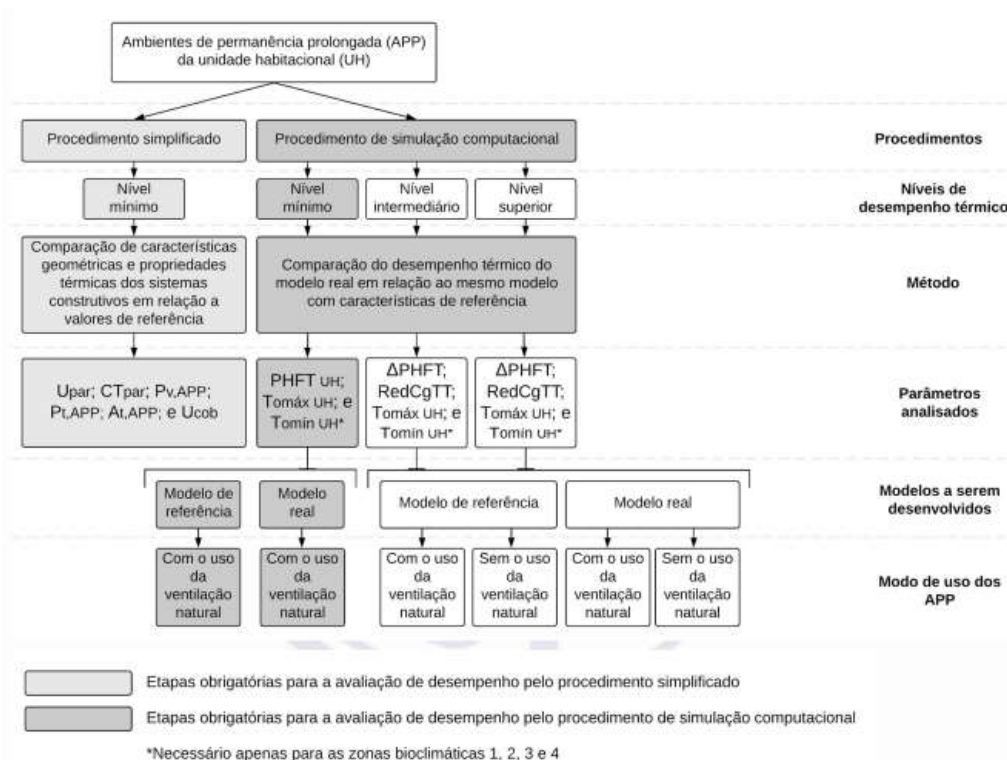 Ambientes de permanência prolongada (APP)
da unidade habitacional (UH)
Procedimento simplificado
Procedimento de simulação computacional
Procedimentos
Nível
mínimo
Nível
mínimo
Nível
intermediário
Nível
superior
Níveis de
desempenho térmico
Comparação de características
geométricas e propriedades
térmicas dos sistemas
construtivos em relação a
valores de referência
Comparação do desempenho térmico do
modelo real em relação ao mesmo modelo
com características de referência
Método
Upar; CTpar; Pv,APP;
Pt,APP; At,APP; e Ucob
PHFT UH;
Tomáx UH; e
Tomín UH*
ΔPHFT;
RedCgTT;
Tomáx UH; e
Tomín UH*
ΔPHFT;
RedCgTT;
Tomáx UH; e
Tomín UH*
Parâmetros
analisados
Modelo de
referência
Modelo
real
Modelo de referência
Modelo real
Modelos a serem
desenvolvidos
Com o uso
da
ventilação
natural
Com o uso
da
ventilação
natural
Com o uso
da
ventilação
natural
Sem o uso
da
ventilação
natural
Com o uso
da
ventilação
natural
Sem o uso
da
ventilação
natural
Modo de uso dos
APP
Etapas obrigatórias para a avaliação de desempenho pelo procedimento simplificado
Etapas obrigatórias para a avaliação de desempenho pelo procedimento de simulação computacional
*Necessário apenas para as zonas bioclimáticas 1, 2, 3 e 4